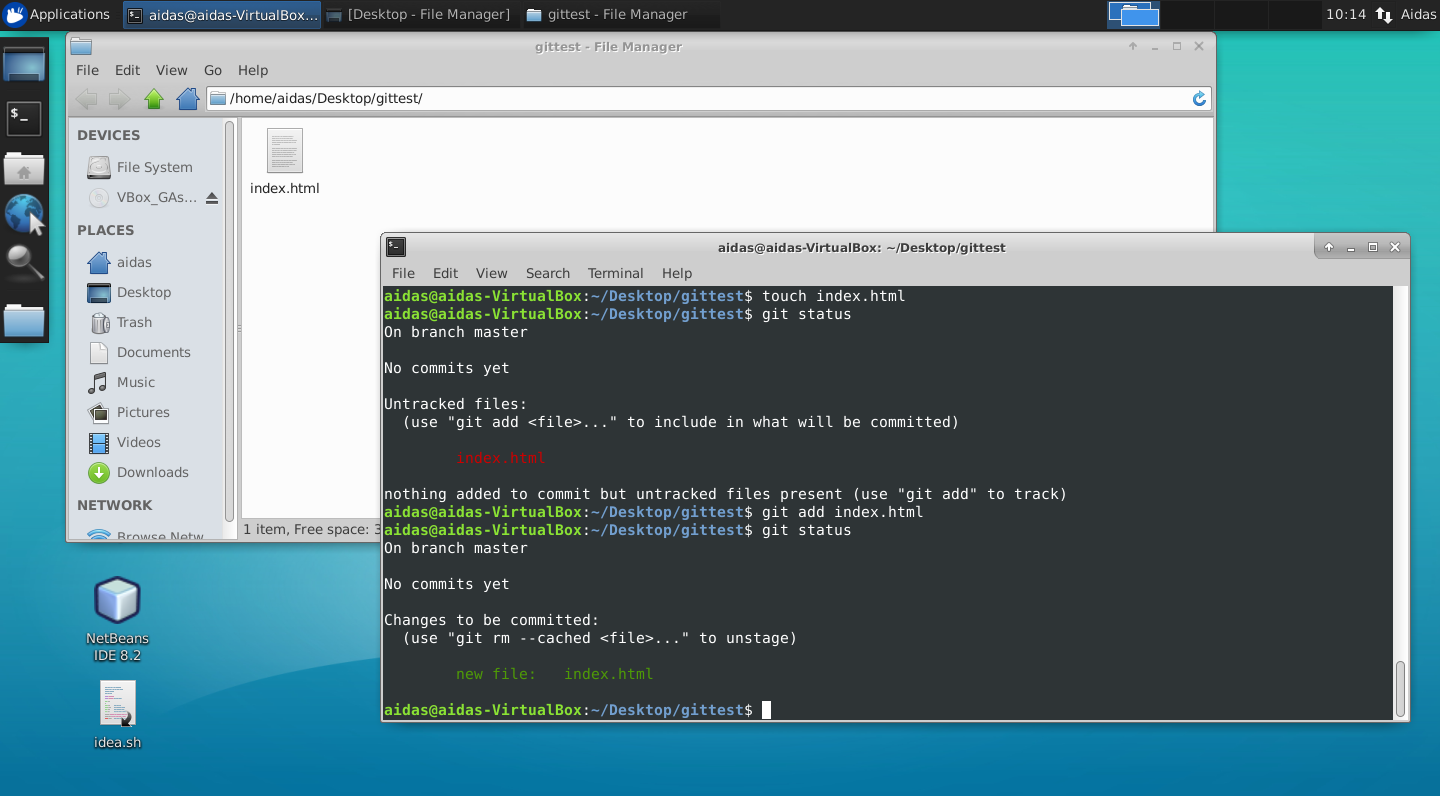 Applications
aidas@aidas-VirtualBox...
[Desktop - File Manager]
gittest - File Manager
10:14
Aidas
gittest - File Manager
File Edit View Go Help
/home/aidas/Desktop/gittest/
DEVICES
File System
VBox_GAs...
PLACES
aidas
Desktop
Trash
Documents
Music
Pictures
Videos
Downloads
NETWORK
Browse Netw
index.html
1 item, Free space: 3
aidas@aidas-VirtualBox: ~/Desktop/gittest
File Edit View Search Terminal Help
aidas@aidas-VirtualBox:~/Desktop/gittest$ touch index.html
aidas@aidas-VirtualBox:~/Desktop/gittest$ git status
On branch master
No commits yet
Untracked files:
(use "git add <file>..." to include in what will be committed)
index.html
nothing added to commit but untracked files present (use "git add" to track)
aidas@aidas-VirtualBox:~/Desktop/gittest$ git add index.html
aidas@aidas-VirtualBox:~/Desktop/gittest$ git status
On branch master
No commits yet
Changes to be committed:
(use "git rm --cached <file>..." to unstage)
new file:   index.html
aidas@aidas-VirtualBox:~/Desktop/gittest$
NetBeans
IDE 8.2
idea.sh